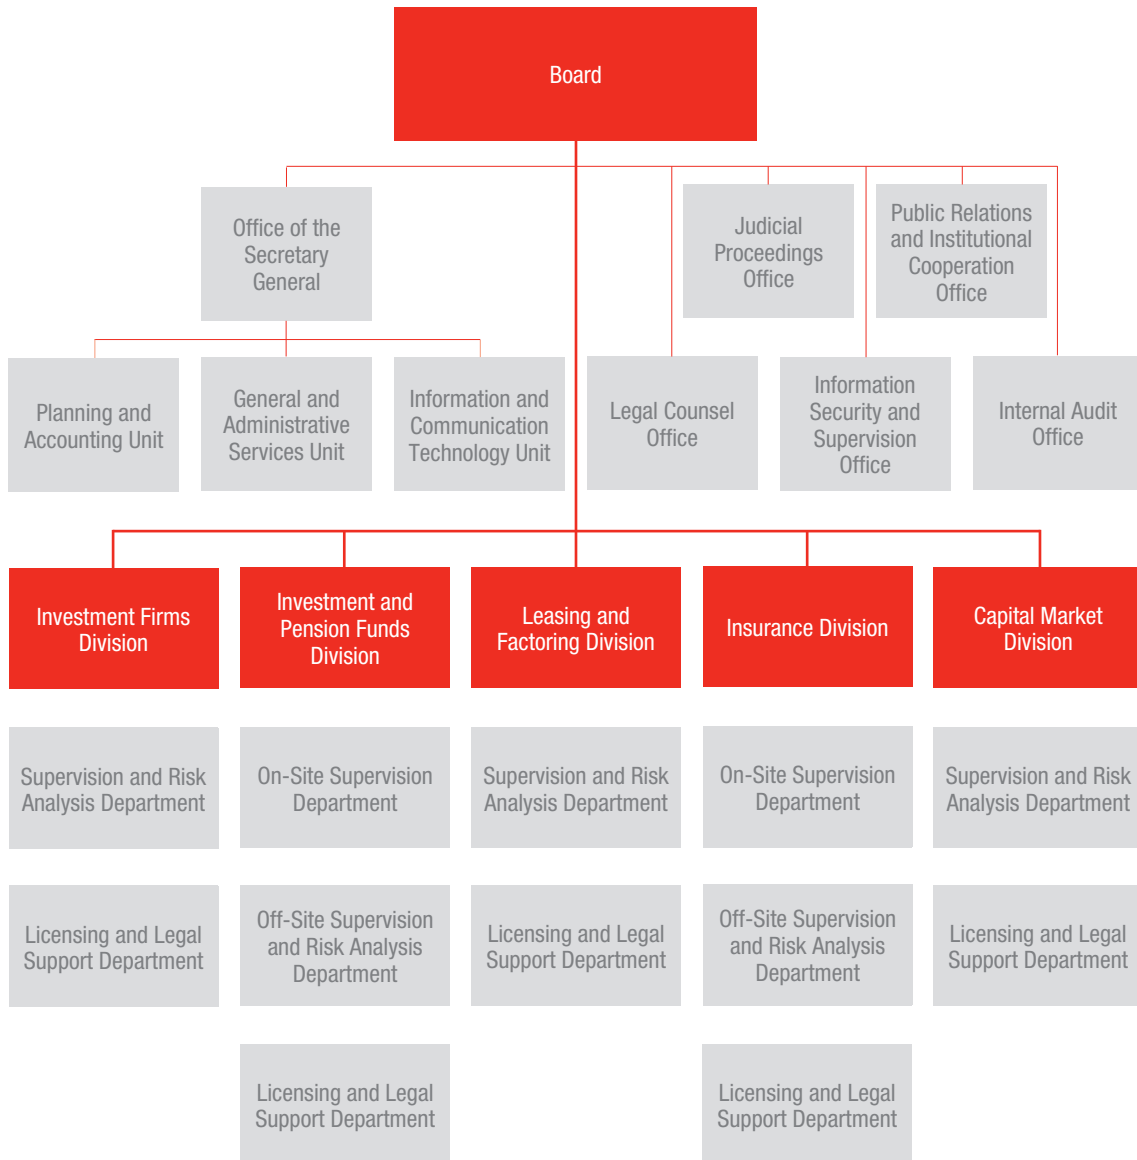 Board
Office of the
Secretary
General
Judicial
Proceedings
Office
Public Relations
and Institutional
Cooperation
Office
Planning and
Accounting Unit
General and
Administrative
Services Unit
Information and
Communication
Technology Unit
Legal Counsel
Office
Information
Security and
Supervision
Office
Internal Audit
Office
Investment Firms
Division
Investment and
Pension Funds
Division
Leasing and
Factoring Division
Insurance Division
Capital Market
Division
Supervision and Risk
Analysis Department
On-Site Supervision
Department
Supervision and Risk
Analysis Department
On-Site Supervision
Department
Supervision and Risk
Analysis Department
Licensing and Legal
Support Department
Off-Site Supervision
and Risk Analysis
Department
Licensing and Legal
Support Department
Off-Site Supervision
and Risk Analysis
Department
Licensing and Legal
Support Department
Licensing and Legal
Support Department
Licensing and Legal
Support Department